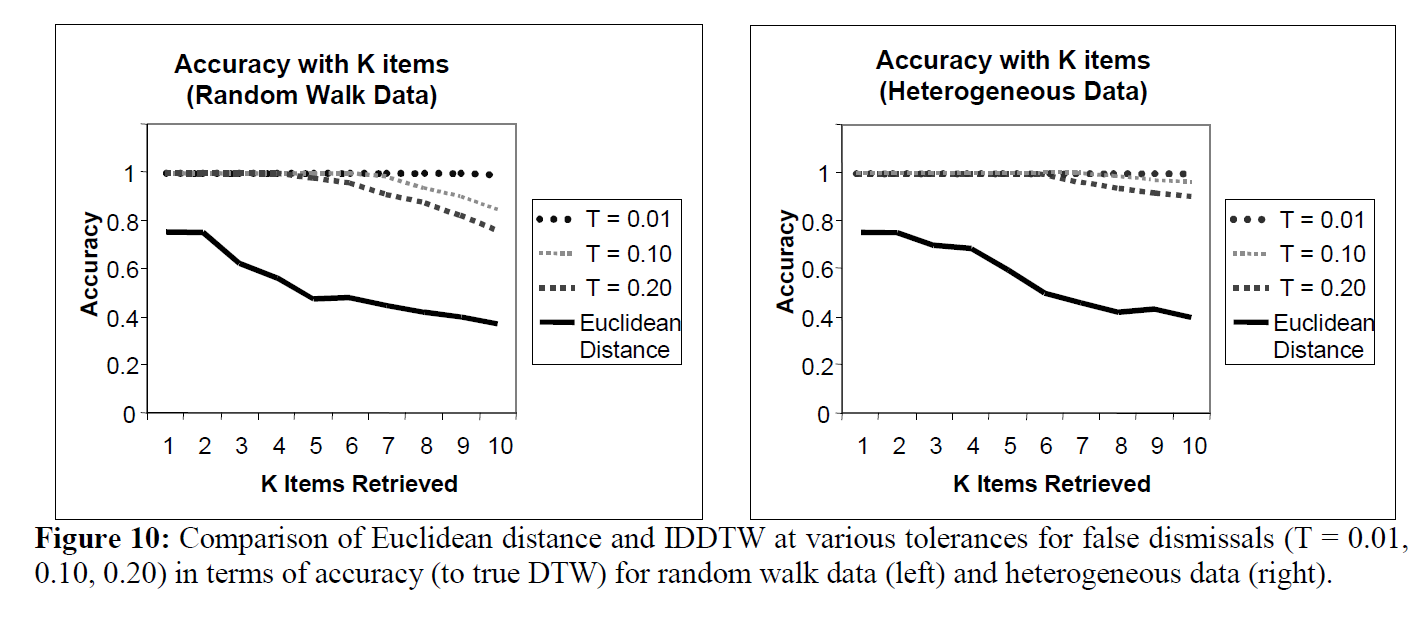 Accuracy with K items
(Random Walk Data)
1
0.8
0.6
0.4
0.2
0
Accuracy
1 2 3 4 5 6 7 8 9 10
K Items Retrieved
T = 0.01
T = 0.10
T = 0.20
Euclidean
Distance
Accuracy with K items
(Heterogeneous Data)
1
0.8
0.6
0.4
0.2
0
Accuracy
1 2 3 4 5 6 7 8 9 10
K Items Retrieved
T = 0.01
T = 0.10
T = 0.20
Euclidean
Distance
Figure 10: Comparison of Euclidean distance and IDDTW at various tolerances for false dismissals (T = 0.01,
0.10, 0.20) in terms of accuracy (to true DTW) for random walk data (left) and heterogeneous data (right).